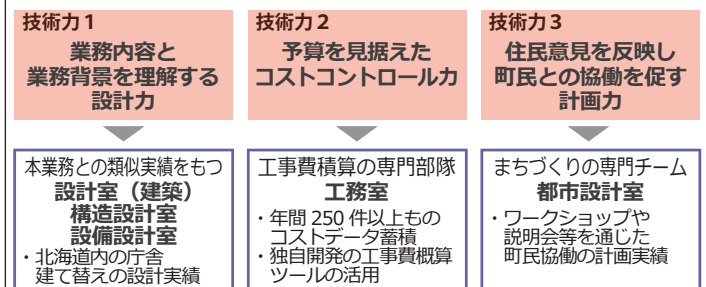 技術力1
業務内容と
業務背景を理解する
設計力
本業務との類似実績をもつ
設計室（建築）
構造設計室
設備設計室
・北海道内の庁舎
建て替えの設計実績
技術力2
予算を見据えた
コストコントロール力
工事費積算の専門部隊
工務室
・年間 250 件以上もの
コストデータ蓄積
・独自開発の工事費概算
ツールの活用
技術力3
住民意見を反映し
町民との協働を促す
計画力
まちづくりの専門チーム
都市設計室
・ワークショップや
説明会等を通じた
町民協働の計画実績